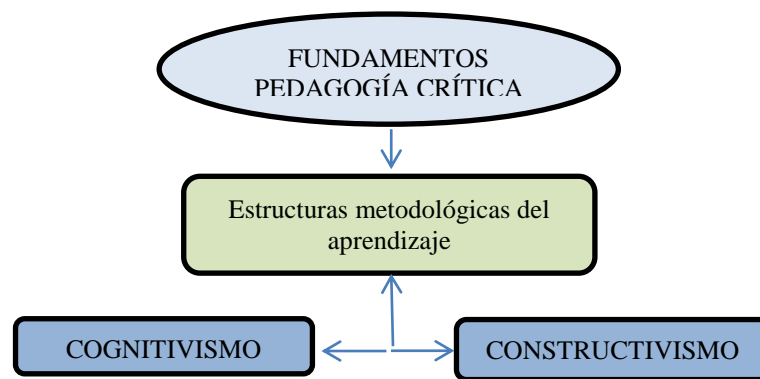 FUNDAMENTOS
PEDAGOGÍA CRÍTICA
Estructuras metodológicas del
aprendizaje
COGNITIVISMO
CONSTRUCTIVISMO